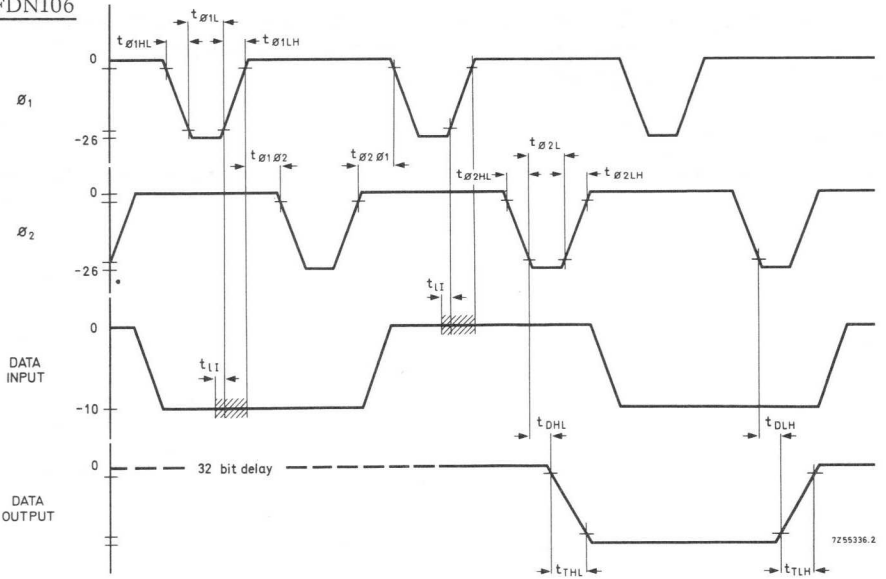 FDN106
tø1L
tø1HL
tø1LH
0
ø1
-26
tø1ø2
tø2ø1
tø2L
tø2HL
tø2LH
0
ø2
-26
tlI
tlI
0
DATA
INPUT
-10
tDHL
tDLH
0
32 bit delay
DATA
OUTPUT
7Z55336.2
tTHL
tTLH